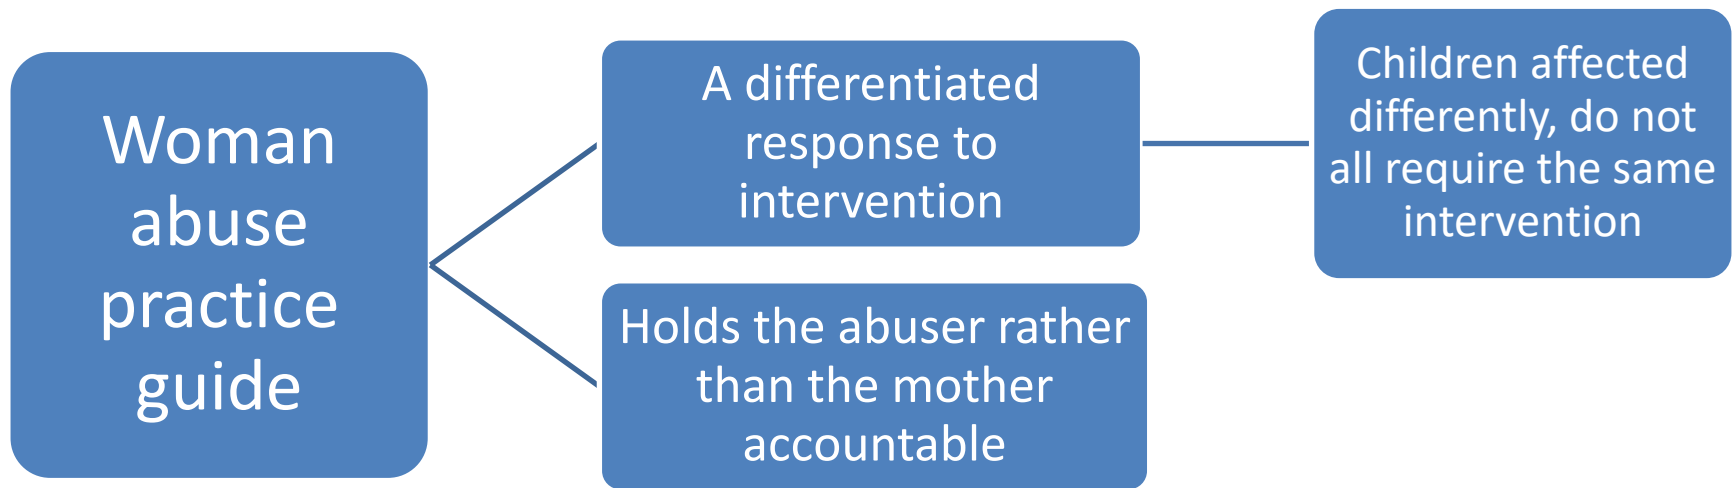 Woman
abuse
practice
guide
A differentiated
response to
intervention
Holds the abuser rather
than the mother
accountable
Children affected
differently, do not
all require the same
intervention